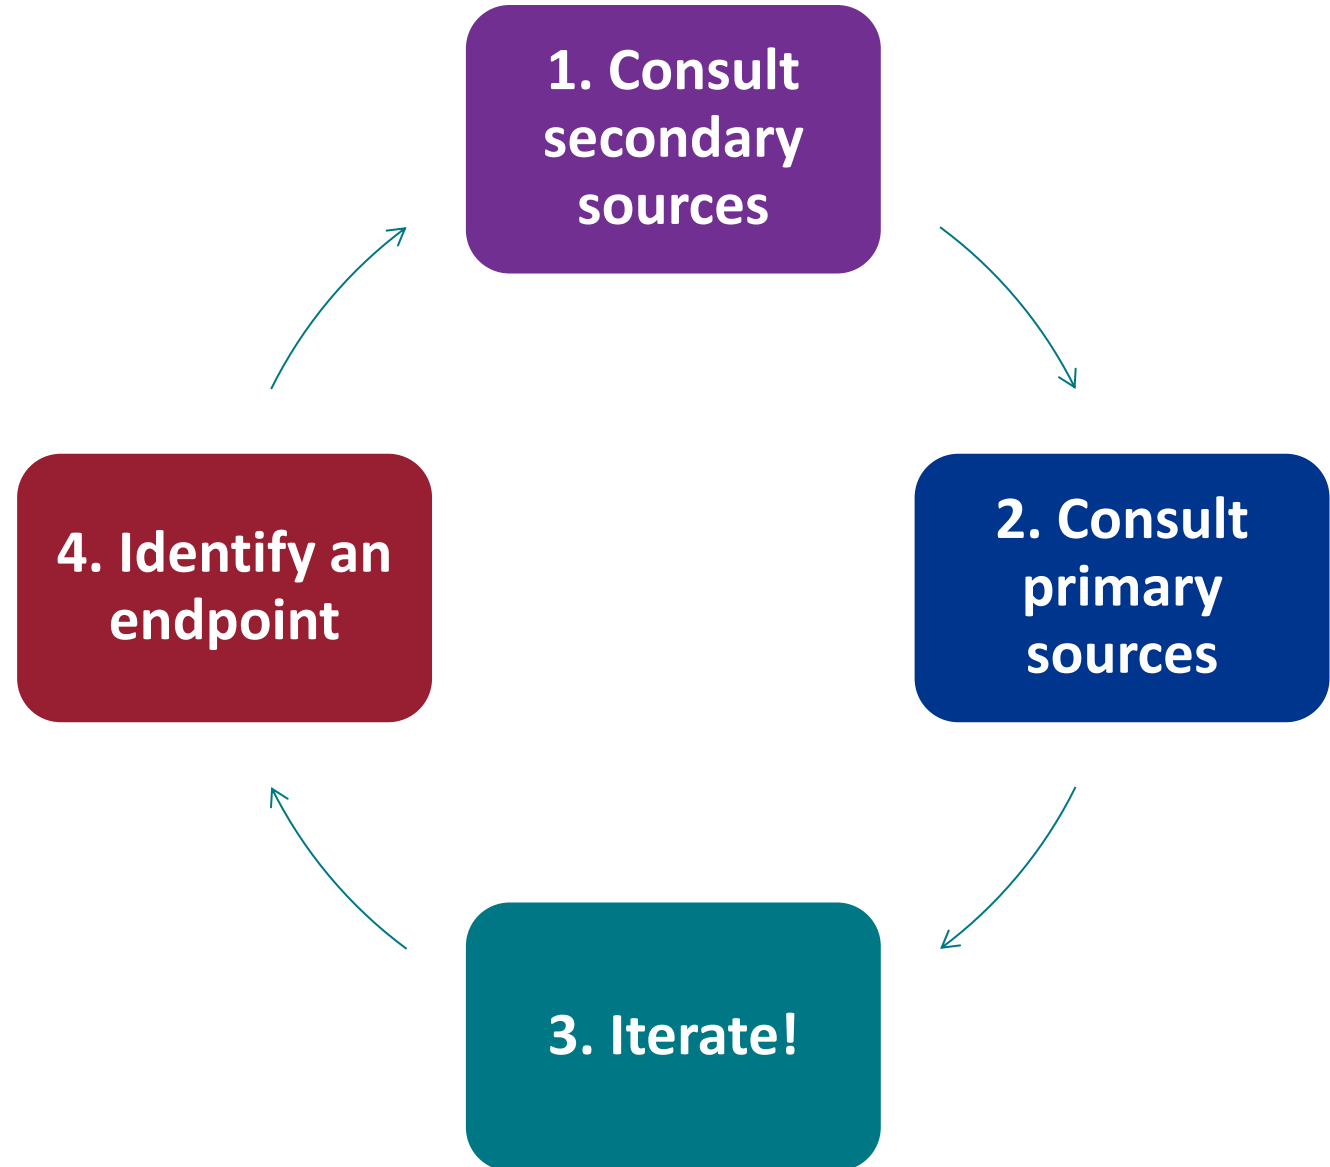 1. Consult
secondary
sources
2. Consult
primary
sources
3. Iterate!
4. Identify an
endpoint